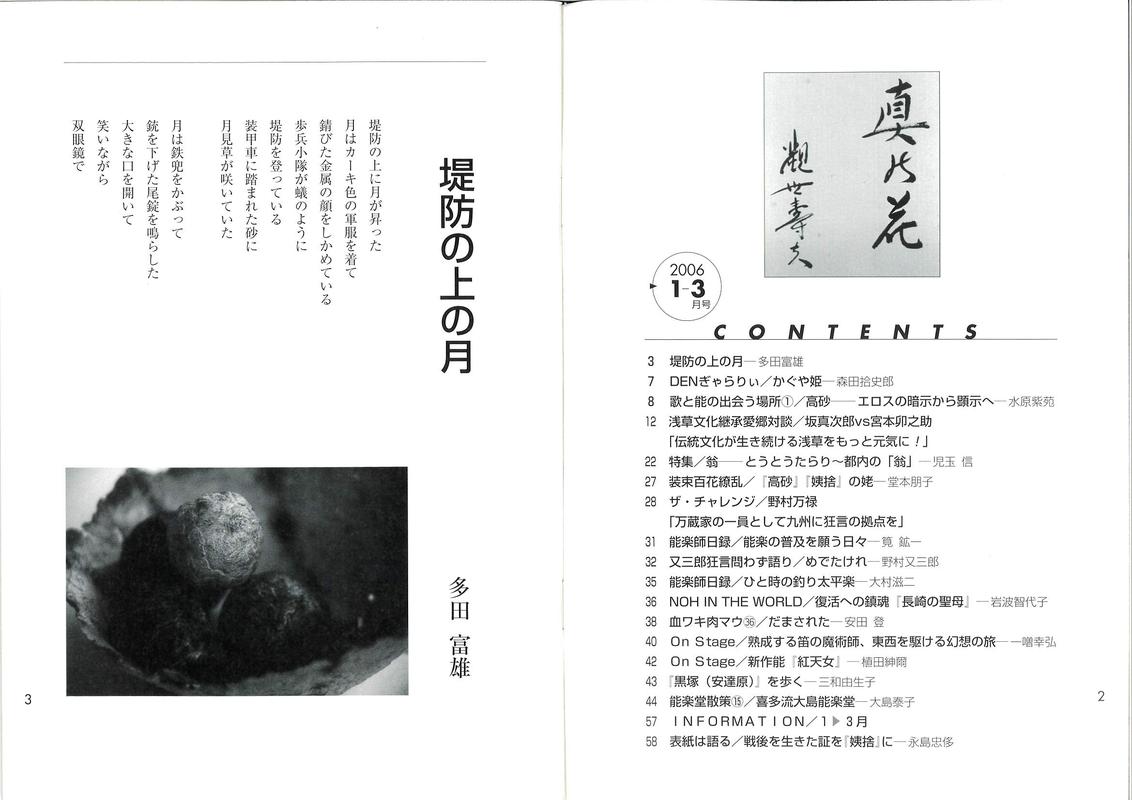 真の花
観世寿夫
2006
1-3
月号
CONTENTS
3 堤防の上の月─多田富雄
7 DENぎゃらりぃ／かぐや姫─森田拾史郎
8 歌と能の出会う場所①／高砂──エロスの暗示から顕示へ─水原紫苑
12 浅草文化継承愛郷対談／坂真次郎vs宮本卯之助
「伝統文化が生き続ける浅草をもっと元気に！」
22 特集／翁──とうとうたらり～都内の「翁」─児玉 信
27 装束百花繚乱／『高砂』『姨捨』の姥─堂本朋子
28 ザ・チャレンジ／野村万禄
「万蔵家の一員として九州に狂言の拠点を」
31 能楽師日録／能楽の普及を願う日々─筧 鉱一
32 又三郎狂言問わず語り／めでたけれ─野村又三郎
35 能楽師日録／ひと時の釣り太平楽─大村滋二
36 NOH IN THE WORLD／復活への鎮魂『長崎の聖母』─岩波智代子
38 血ワキ肉マウ㊱／だまされた─安田 登
40 On Stage／熟成する笛の魔術師、東西を駆ける幻想の旅─一噌幸弘
42 On Stage／新作能『紅天女』─植田紳爾
43 『黒塚（安達原）』を歩く─三和由生子
44 能楽堂散策⑮／喜多流大島能楽堂─大島泰子
57 INFORMATION／1▶3月
58 表紙は語る／戦後を生きた証を『姨捨』に─永島忠侈
2
堤防の上の月
多田 富雄
堤防の上に月が昇った
月はカーキ色の軍服を着て
錆びた金属の顔をしかめている
歩兵小隊が蟻のように
堤防を登っている
装甲車に踏まれた砂に
月見草が咲いていた
月は鉄兜をかぶって
銃を下げた尾錠を鳴らした
大きな口を開いて
笑いながら
双眼鏡で
3